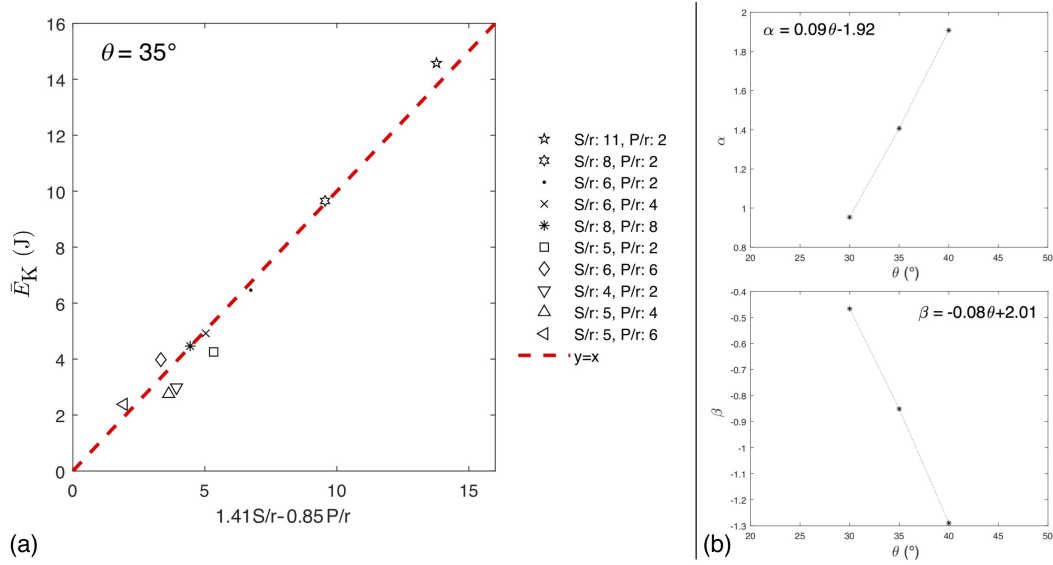 θ = 35°
16
14
12
10
8
6
4
2
0
0
5
10
15
ĒK (J)
1.41S/r-0.85P/r
(a)
S/r: 11, P/r: 2
S/r: 8, P/r: 2
S/r: 6, P/r: 2
S/r: 6, P/r: 4
S/r: 8, P/r: 8
S/r: 5, P/r: 2
S/r: 6, P/r: 6
S/r: 4, P/r: 2
S/r: 5, P/r: 4
S/r: 5, P/r: 6
y=x
α = 0.09θ-1.92
2
1.8
1.6
1.4
1.2
1
0.8
α
20
25
30
35
40
45
50
θ (°)
β = -0.08θ+2.01
-0.4
-0.5
-0.6
-0.7
-0.8
-0.9
-1
-1.1
-1.2
-1.3
β
20
25
30
35
40
45
50
θ (°)
(b)